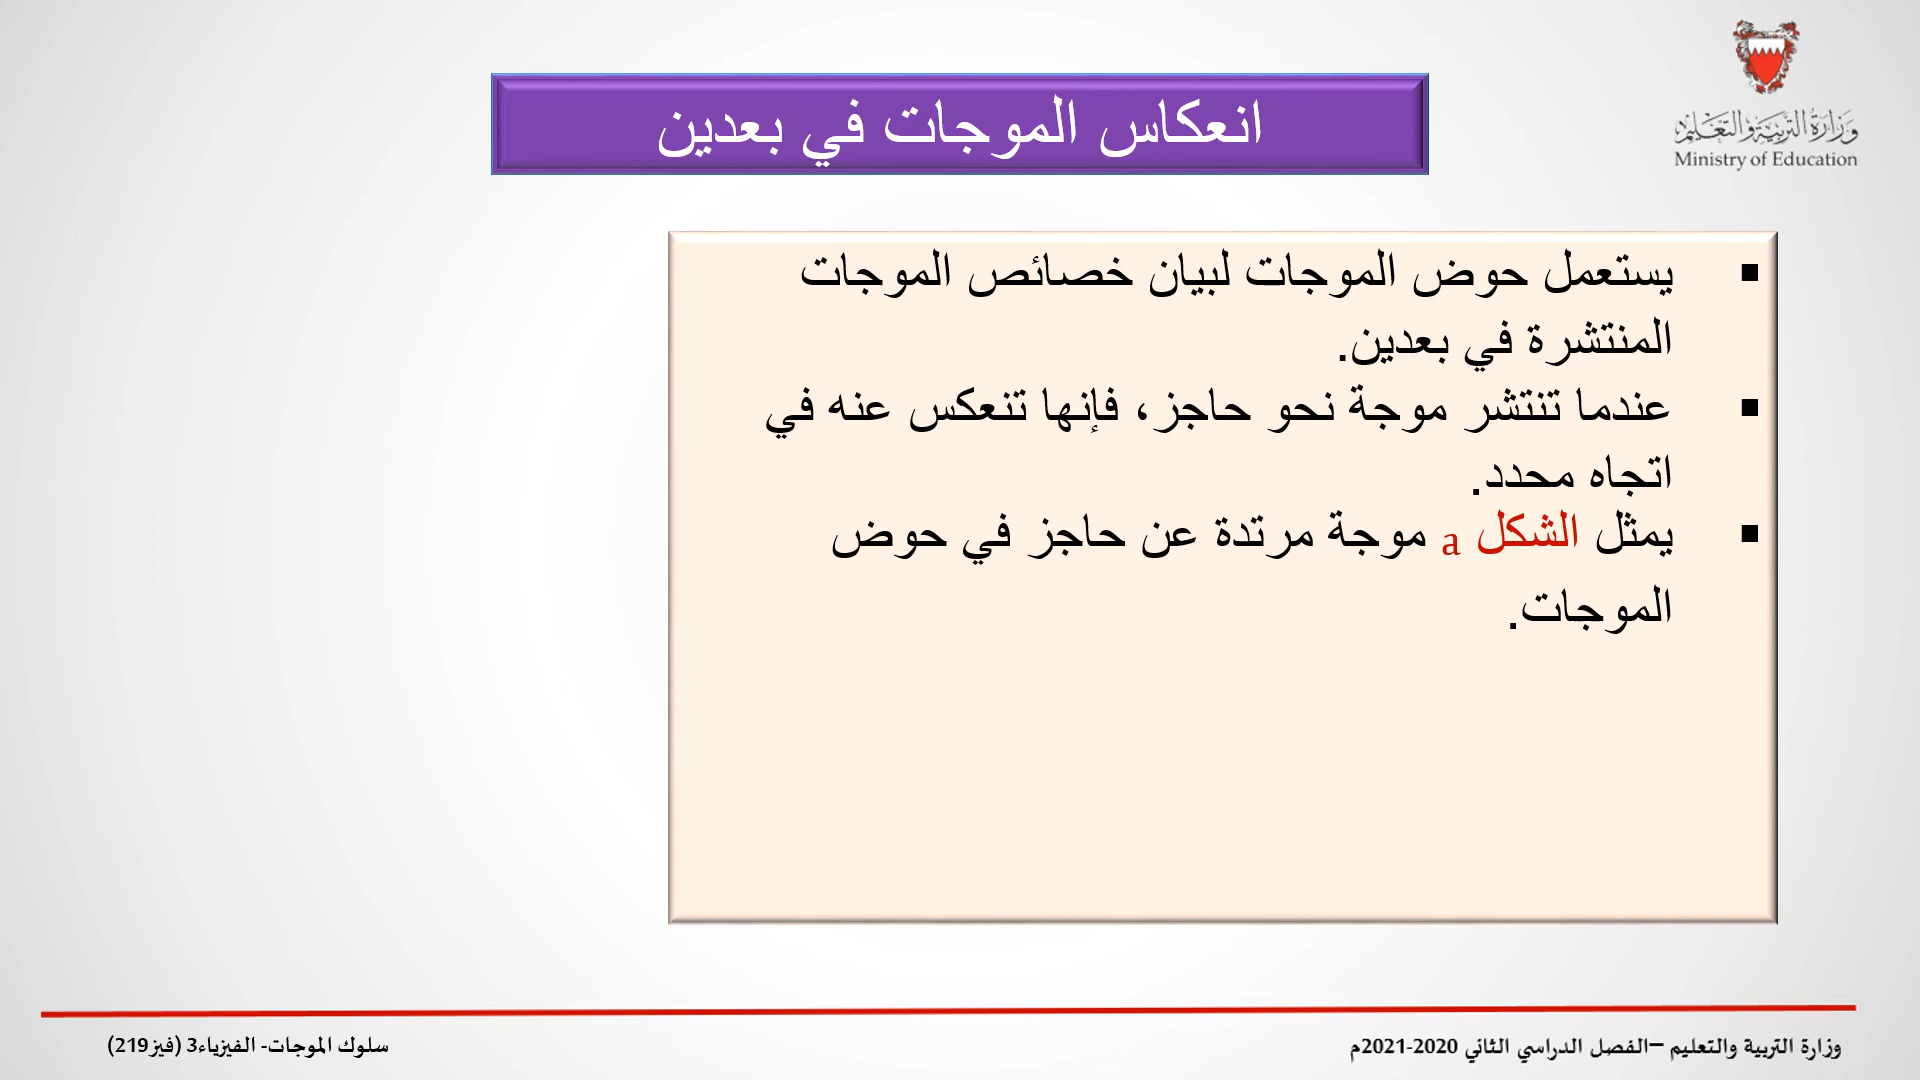 وزارة التربية والتعليم
Ministry of Education
انعكاس الموجات في بعدين
▪ يستعمل حوض الموجات لبيان خصائص الموجات
المنتشرة في بعدين.
▪ عندما تنتشر موجة نحو حاجز، فإنها تنعكس عنه في
اتجاه محدد.
▪ يمثل الشكل a موجة مرتدة عن حاجز في حوض
الموجات.
وزارة التربية والتعليم –الفصل الدراسي الثاني 2020-2021م
سلوك الموجات- الفيزياء3 (فيز219)